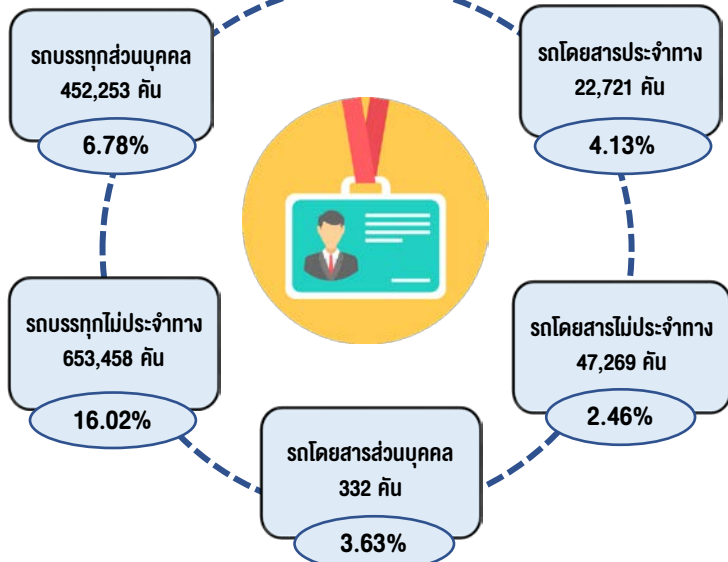 รถบรรทุกส่วนบุคคล
452,253 คัน
6.78%
รถโดยสารประจำทาง
22,721 คัน
4.13%
รถบรรทุกไม่ประจำทาง
653,458 คัน
16.02%
รถโดยสารไม่ประจำทาง
47,269 คัน
2.46%
รถโดยสารส่วนบุคคล
332 คัน
3.63%